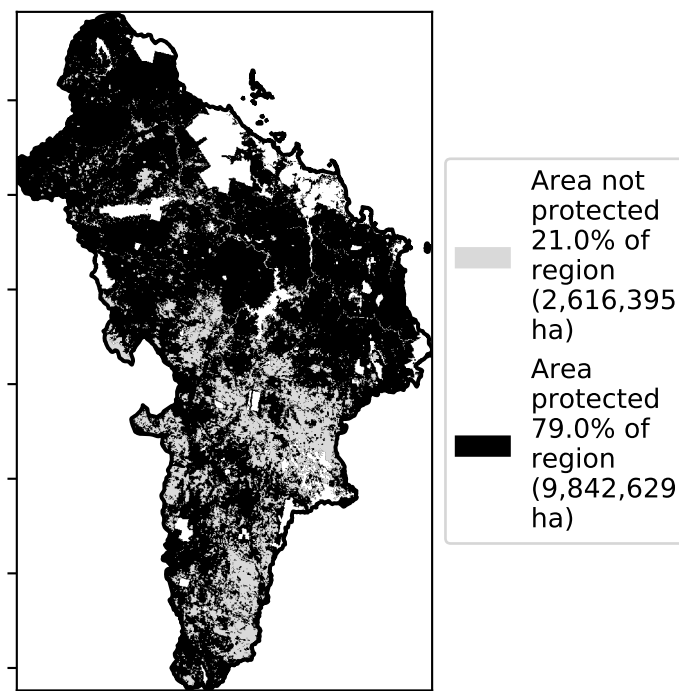 Area not
protected
21.0% of
region
(2,616,395
ha)
Area
protected
79.0% of
region
(9,842,629
ha)